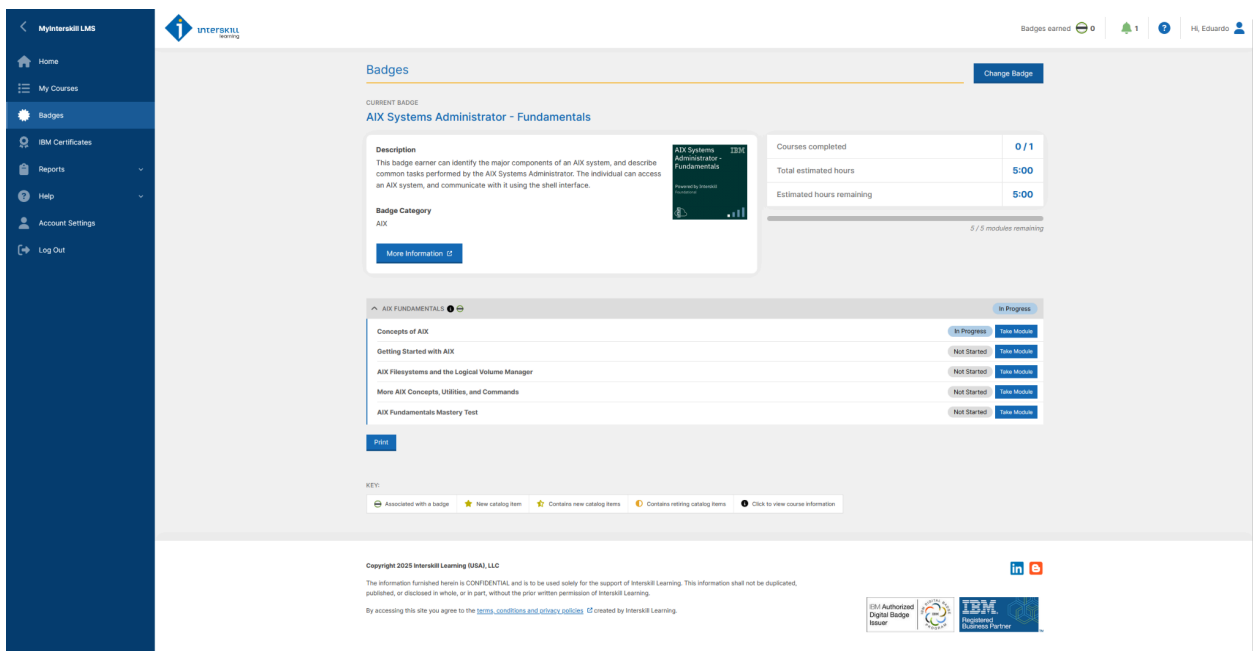 MyInterskill LMS
Home
My Courses
Badges
IBM Certificates
Reports
Help
Account Settings
Log Out
interskill
learning
Badges earned 0
1
Hi, Eduardo
Badges
Change Badge
CURRENT BADGE
AIX Systems Administrator - Fundamentals
Description
This badge earner can identify the major components of an AIX system, and describe
common tasks performed by the AIX Systems Administrator. The individual can access
an AIX system, and communicate with it using the shell interface.
Badge Category
AIX
More Information
AIX Systems IBM
Administrator -
Fundamentals
Powered by Interskill
Foundational
Courses completed 0 / 1
Total estimated hours 5:00
Estimated hours remaining 5:00
5 / 5 modules remaining
AIX FUNDAMENTALS In Progress
Concepts of AIX In Progress Take Module
Getting Started with AIX Not Started Take Module
AIX Filesystems and the Logical Volume Manager Not Started Take Module
More AIX Concepts, Utilities, and Commands Not Started Take Module
AIX Fundamentals Mastery Test Not Started Take Module
Print
KEY:
Associated with a badge New catalog item Contains new catalog items Contains retiring catalog items Click to view course information
Copyright 2025 Interskill Learning (USA), LLC
The information furnished herein is CONFIDENTIAL and is to be used solely for the support of Interskill Learning. This information shall not be duplicated,
published, or disclosed in whole, or in part, without the prior written permission of Interskill Learning.
By accessing this site you agree to the terms, conditions and privacy policies created by Interskill Learning.
IBM Authorized
Digital Badge
Issuer
IBM DIGITAL BADGE PROGRAM
IBM
Registered
Business Partner